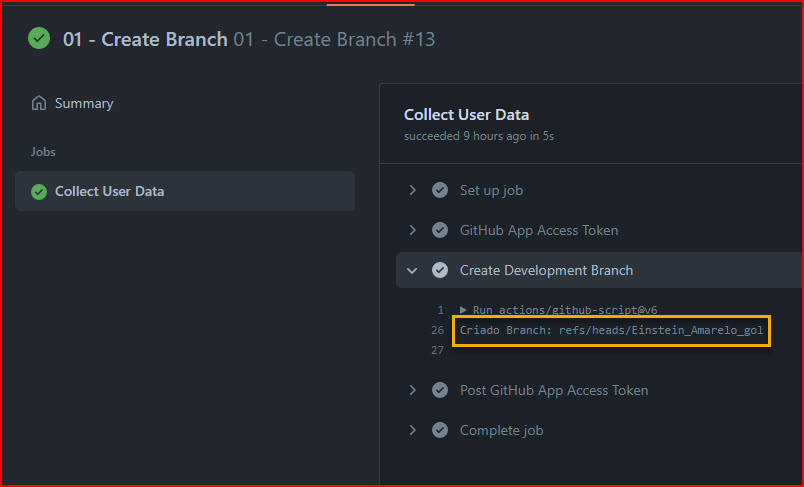 01 - Create Branch 01 - Create Branch #13
Summary
Jobs
Collect User Data
Collect User Data
succeeded 9 hours ago in 5s
Set up job
GitHub App Access Token
Create Development Branch
1 Run actions/github-script@v6
26 Criado Branch: refs/heads/Einstein_Amarelo_gol
27
Post GitHub App Access Token
Complete job